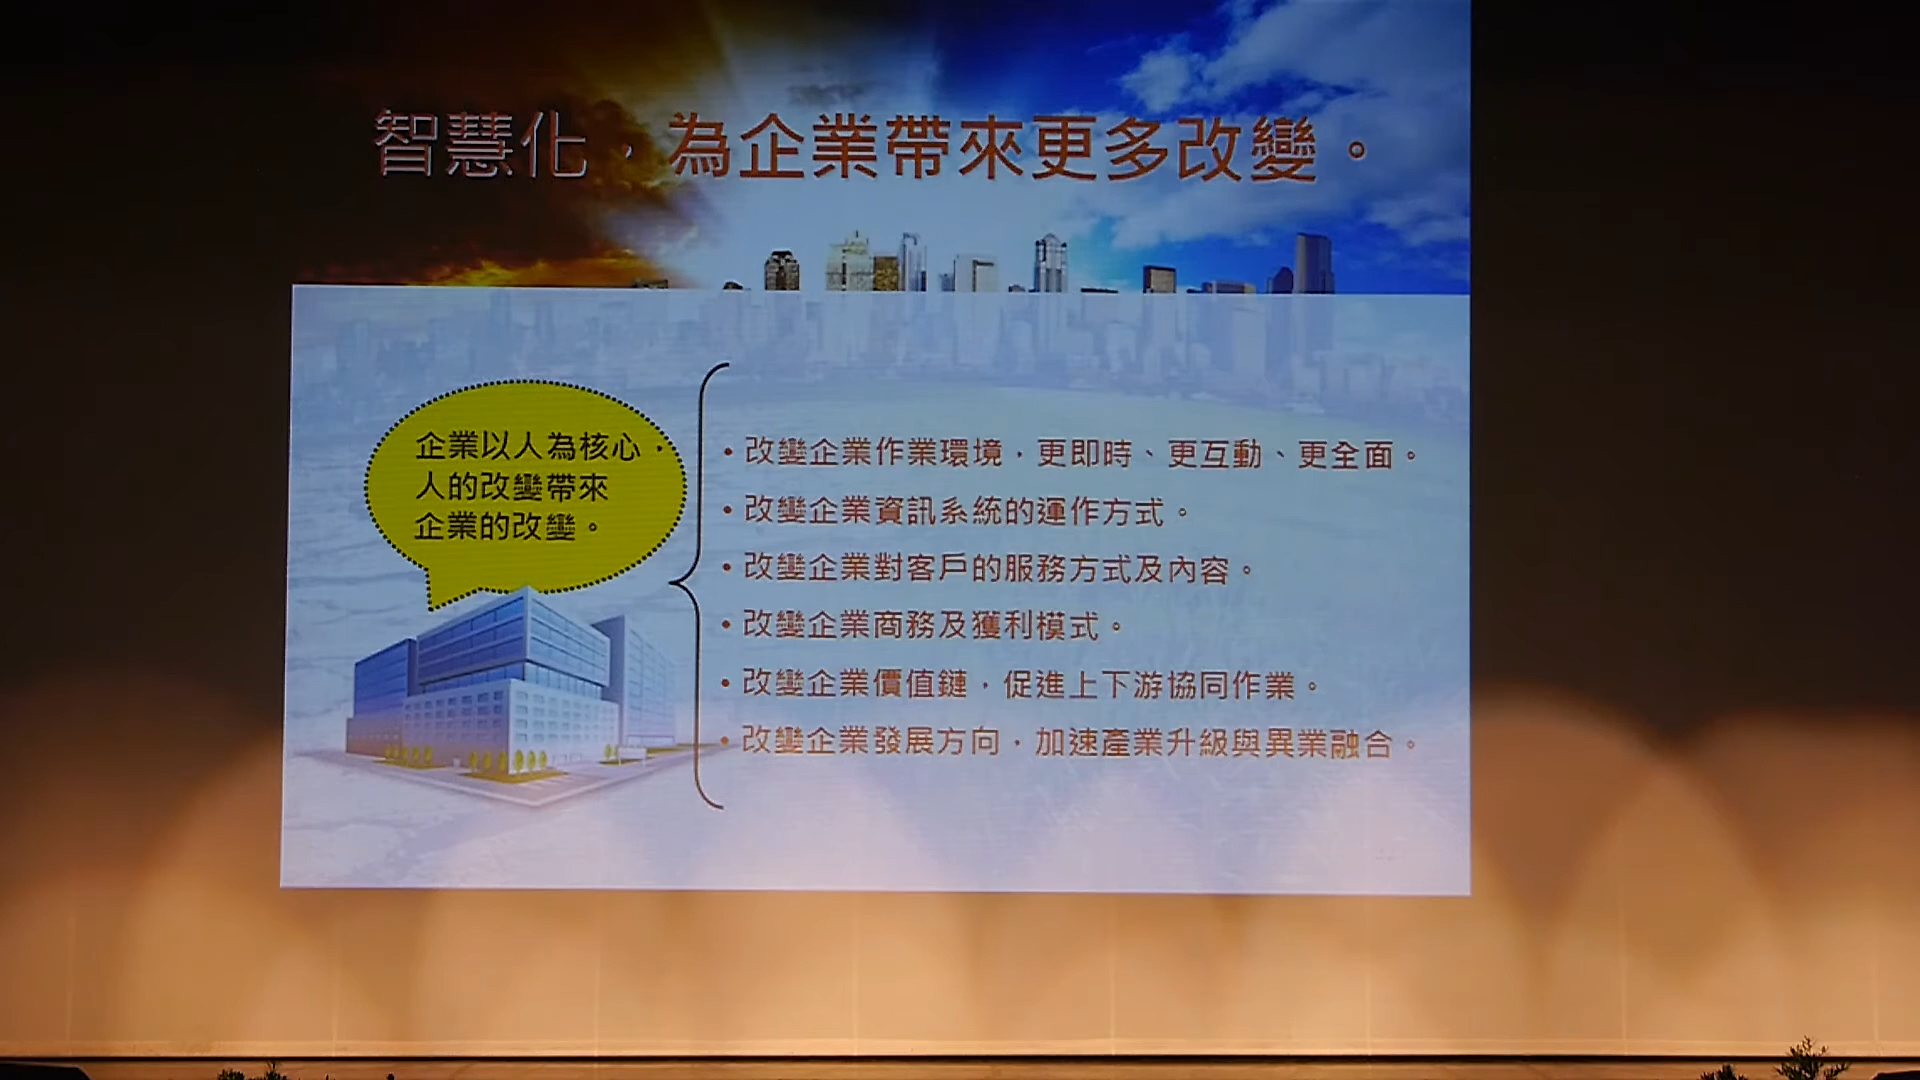 智慧化，為企業帶來更多改變。
企業以人為核心，
人的改變帶來
企業的改變。
•改變企業作業環境，更即時、更互動、更全面。
•改變企業資訊系統的運作方式。
•改變企業對客戶的服務方式及內容。
•改變企業商務及獲利模式。
•改變企業價值鏈，促進上下游協同作業。
•改變企業發展方向，加速產業升級與異業融合。